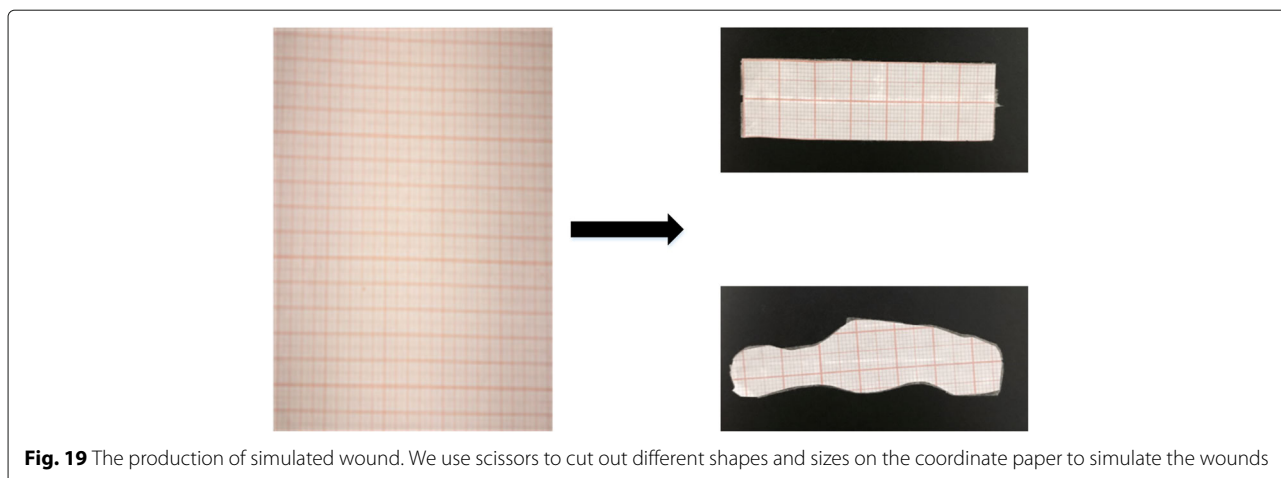 Fig. 19 The production of simulated wound. We use scissors to cut out different shapes and sizes on the coordinate paper to simulate the wounds